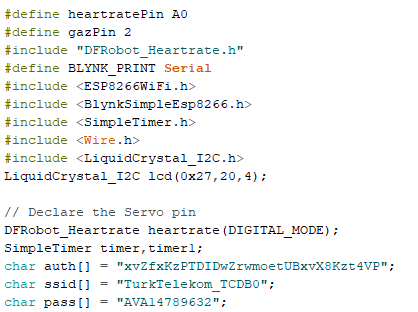 #define heartratePin A0
#define gazPin 2
#include "DFRobot_Heartrate.h"
#define BLYNK_PRINT Serial
#include <ESP8266WiFi.h>
#include <BlynkSimpleEsp8266.h>
#include <SimpleTimer.h>
#include <Wire.h>
#include <LiquidCrystal_I2C.h>
LiquidCrystal_I2C lcd(0x27,20,4);
// Declare the Servo pin
DFRobot_Heartrate heartrate(DIGITAL_MODE);
SimpleTimer timer,timer1;
char auth[] = "xvZfxKzPTDIDwZrwmoetUBxvX8Kzt4VP";
char ssid[] = "TurkTelekom_TCDB0";
char pass[] = "AVA14789632";